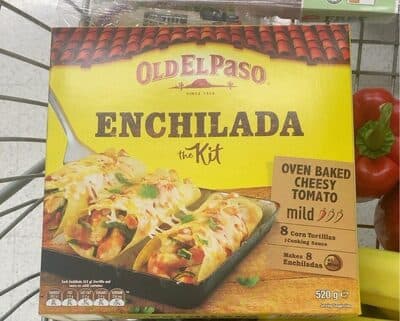 OLD EL PASO
SINCE 1938
ENCHILADA
the Kit
OVEN BAKED
CHEESY
TOMATO
mild
8 Corn Tortillas
1 Cooking Sauce
Makes 8
Enchiladas
520g